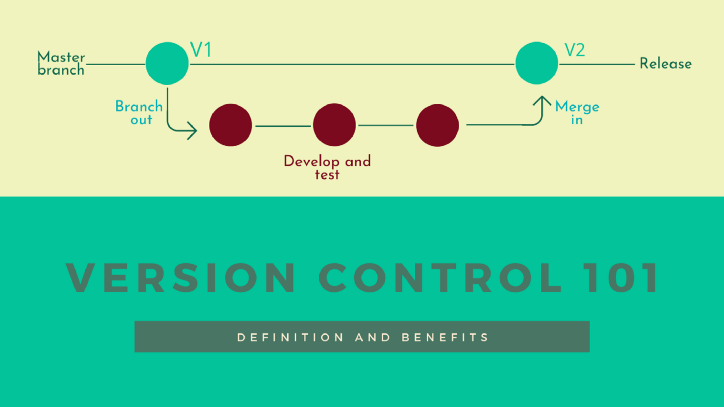 Master
branch
V1
V2
Release
Branch
out
Merge
in
Develop and
test
VERSION CONTROL 101
DEFINITION AND BENEFITS